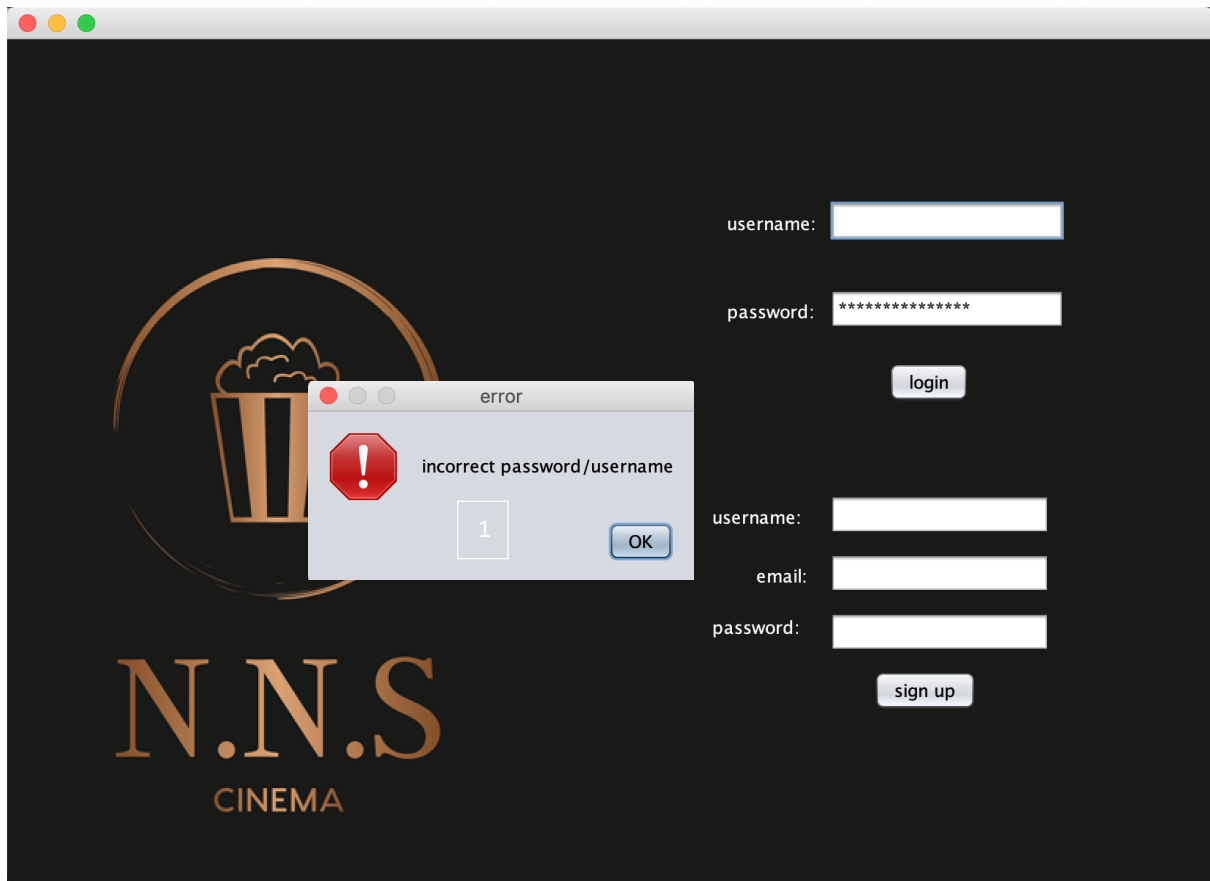 username:
password:
***************
login
error
incorrect password/username
1
OK
username:
email:
password:
sign up
N.N.S
CINEMA